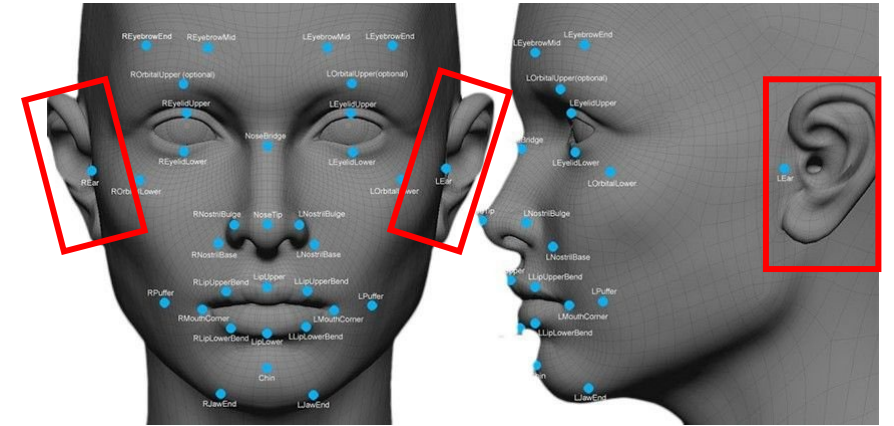 REyebrowEnd
REyebrowMid
LEyebrowMid
LEyebrowEnd
ROrbitalUpper (optional)
LOrbitalUpper(optional)
REyelidUpper
LEyelidUpper
NoseBridge
REyelidLower
LEyelidLower
REar
ROrbitalLower
LOrbitalLower
LEar
RNostrilBulge
NoseTip
LNostrilBulge
RNostrilBase
LNostrilBase
RLipUpperBend
LipUpper
LLipUpperBend
RPuffer
LPuffer
RMouthCorner
LMouthCorner
RLipLowerBend
LipLower
LLipLowerBend
Chin
RJawEnd
LJawEnd
LEyebrowMid
LEyebrowEnd
LOrbitalUpper(optional)
LEyelidUpper
Bridge
LEyelidLower
LOrbitalLower
LEar
LNostrilBulge
LNostrilBase
LLipUpperBend
LPuffer
LMouthCorner
LLipLowerBend
LJawEnd